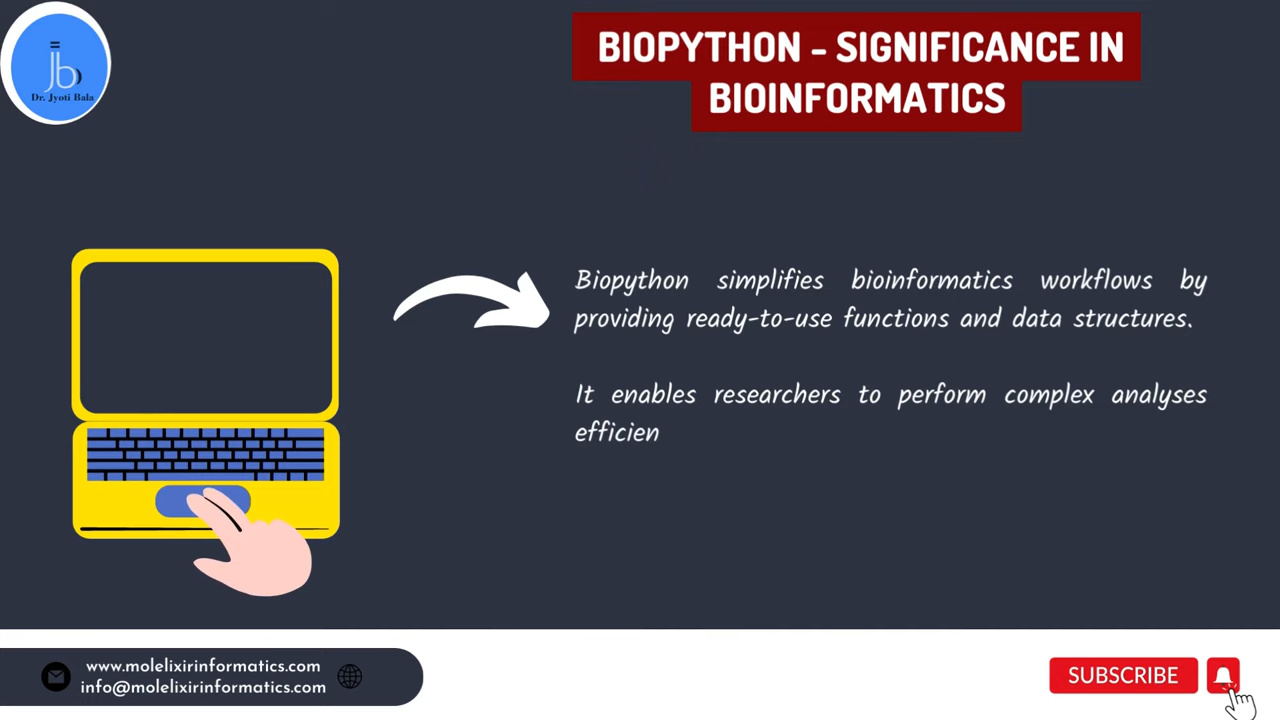 jb
Dr. Jyoti Bala
BIOPYTHON - SIGNIFICANCE IN
BIOINFORMATICS
Biopython simplifies bioinformatics workflows by
providing ready-to-use functions and data structures.
It enables researchers to perform complex analyses
efficien
www.molelixirinformatics.com
info@molelixirinformatics.com
SUBSCRIBE